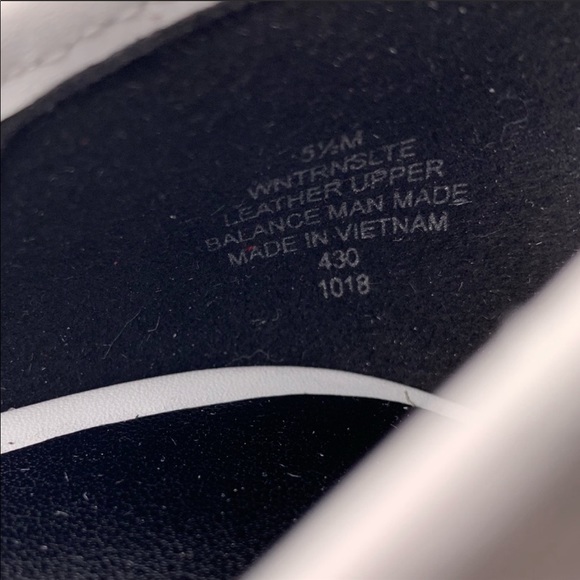 5½M
WNTRNSLTE
LEATHER UPPER
BALANCE MAN MADE
MADE IN VIETNAM
430
1018